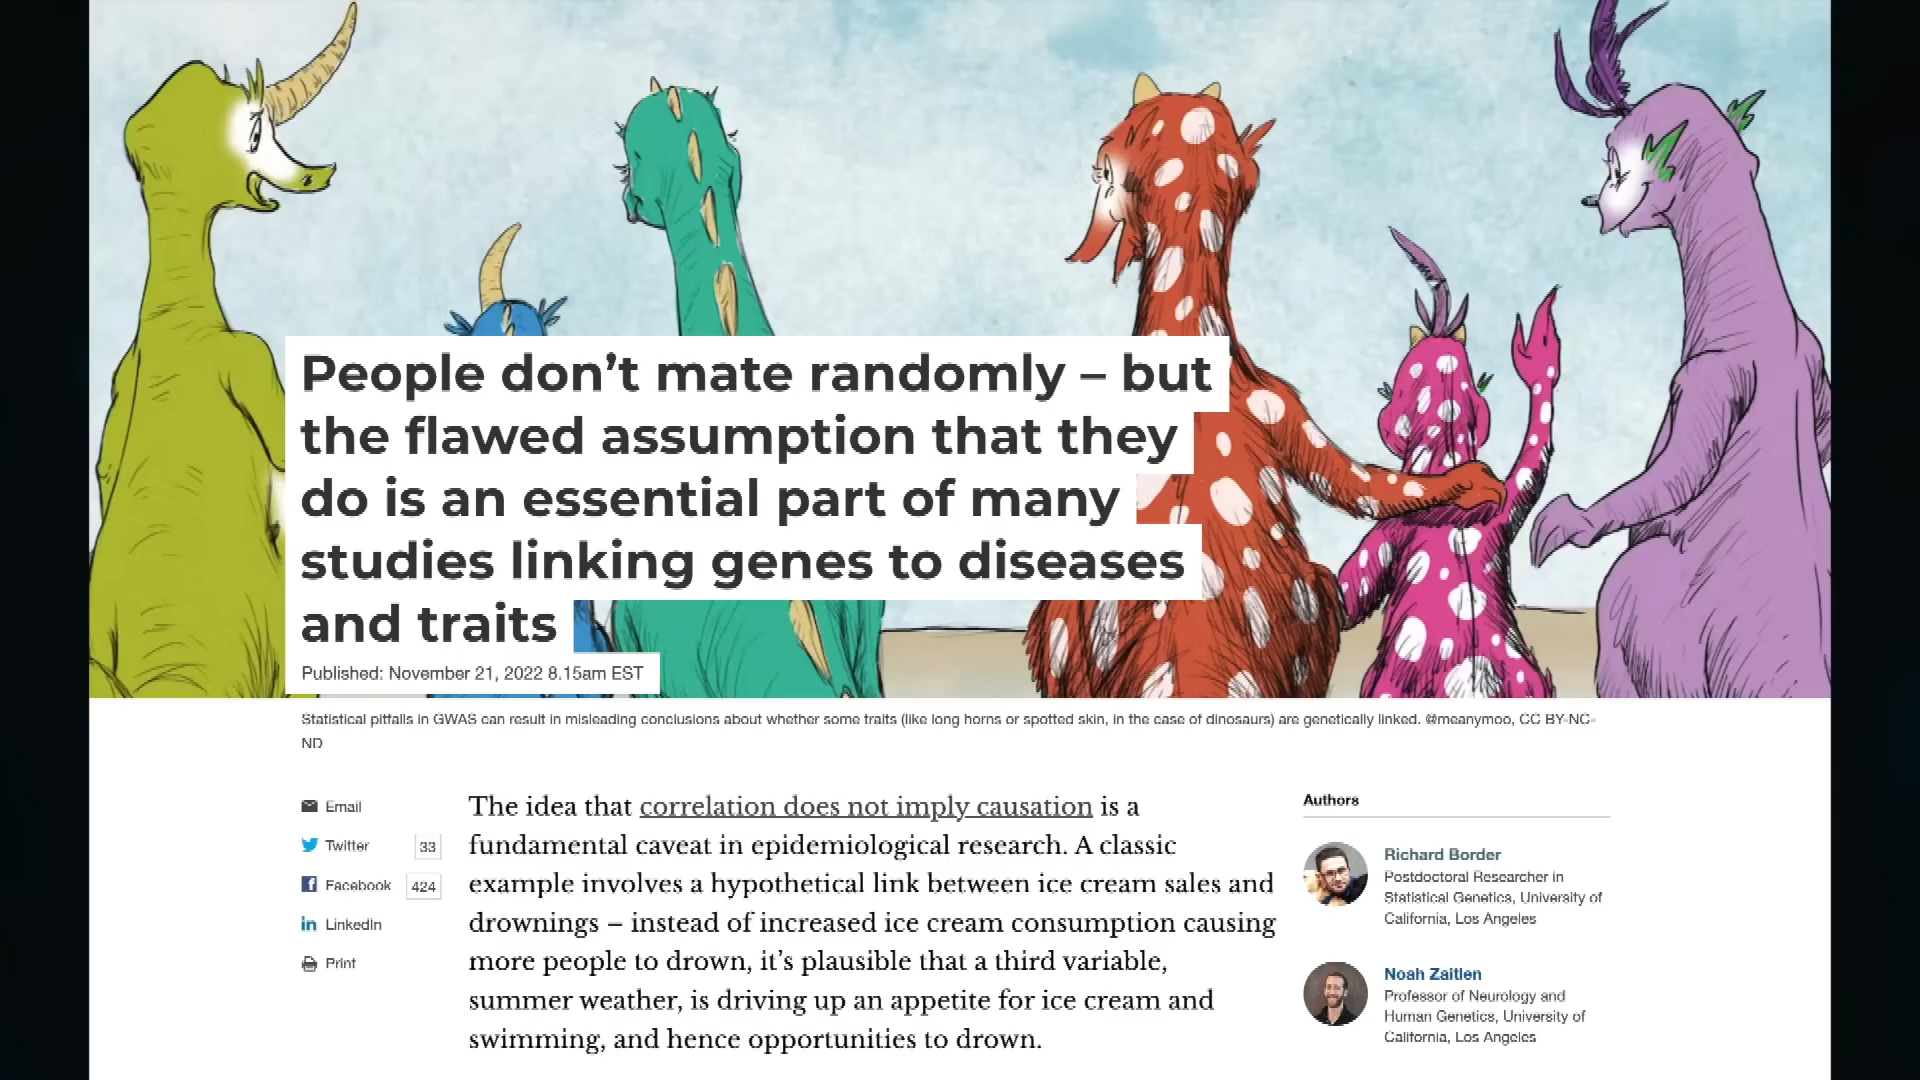 People don’t mate randomly – but
the flawed assumption that they
do is an essential part of many
studies linking genes to diseases
and traits
Published: November 21, 2022 8.15am EST
Statistical pitfalls in GWAS can result in misleading conclusions about whether some traits (like long horns or spotted skin, in the case of dinosaurs) are genetically linked. @meanymoo, CC BY-NC-
ND
Email
Twitter 33
Facebook 424
LinkedIn
Print
The idea that correlation does not imply causation is a
fundamental caveat in epidemiological research. A classic
example involves a hypothetical link between ice cream sales and
drownings – instead of increased ice cream consumption causing
more people to drown, it’s plausible that a third variable,
summer weather, is driving up an appetite for ice cream and
swimming, and hence opportunities to drown.
Authors
Richard Border
Postdoctoral Researcher in
Statistical Genetics, University of
California, Los Angeles
Noah Zaitlen
Professor of Neurology and
Human Genetics, University of
California, Los Angeles